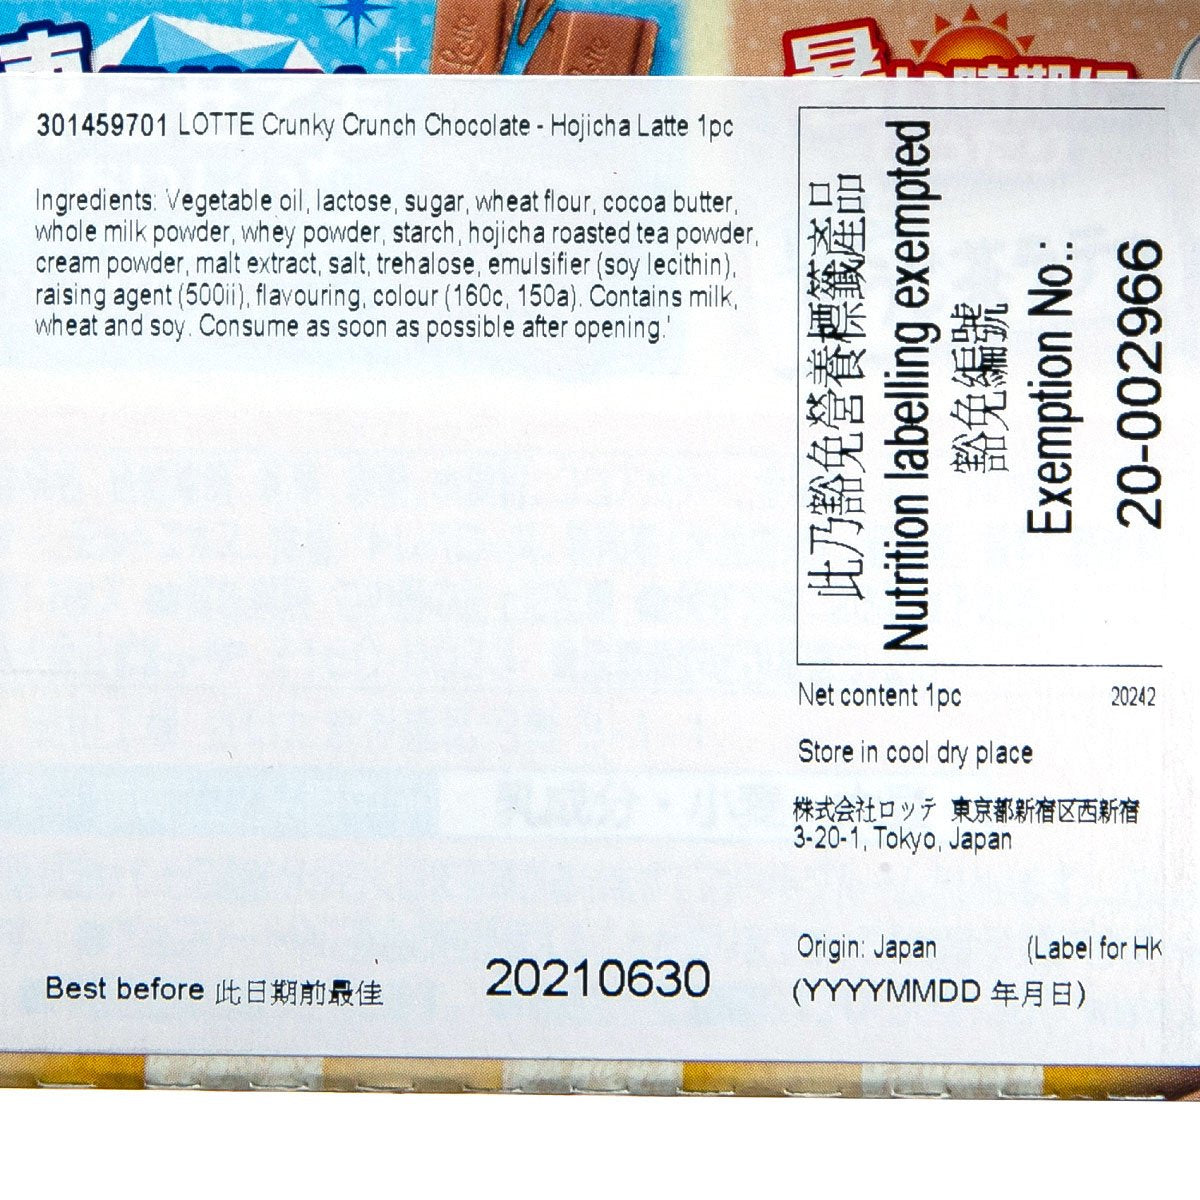 301459701 LOTTE Crunky Crunch Chocolate - Hojicha Latte 1pc
Ingredients: Vegetable oil, lactose, sugar, wheat flour, cocoa butter,
whole milk powder, whey powder, starch, hojicha roasted tea powder,
cream powder, malt extract, salt, trehalose, emulsifier (soy lecithin),
raising agent (500ii), flavouring, colour (160c, 150a). Contains milk,
wheat and soy. Consume as soon as possible after opening.'
此乃豁免營養標籤產品
Nutrition labelling exempted
豁免編號
Exemption No.:
20-002966
Net content 1pc 20242
Store in cool dry place
株式会社ロッテ 東京都新宿区西新宿
3-20-1, Tokyo, Japan
Origin: Japan (Label for HK
Best before 此日期前最佳 20210630 (YYYYMMDD 年月日)